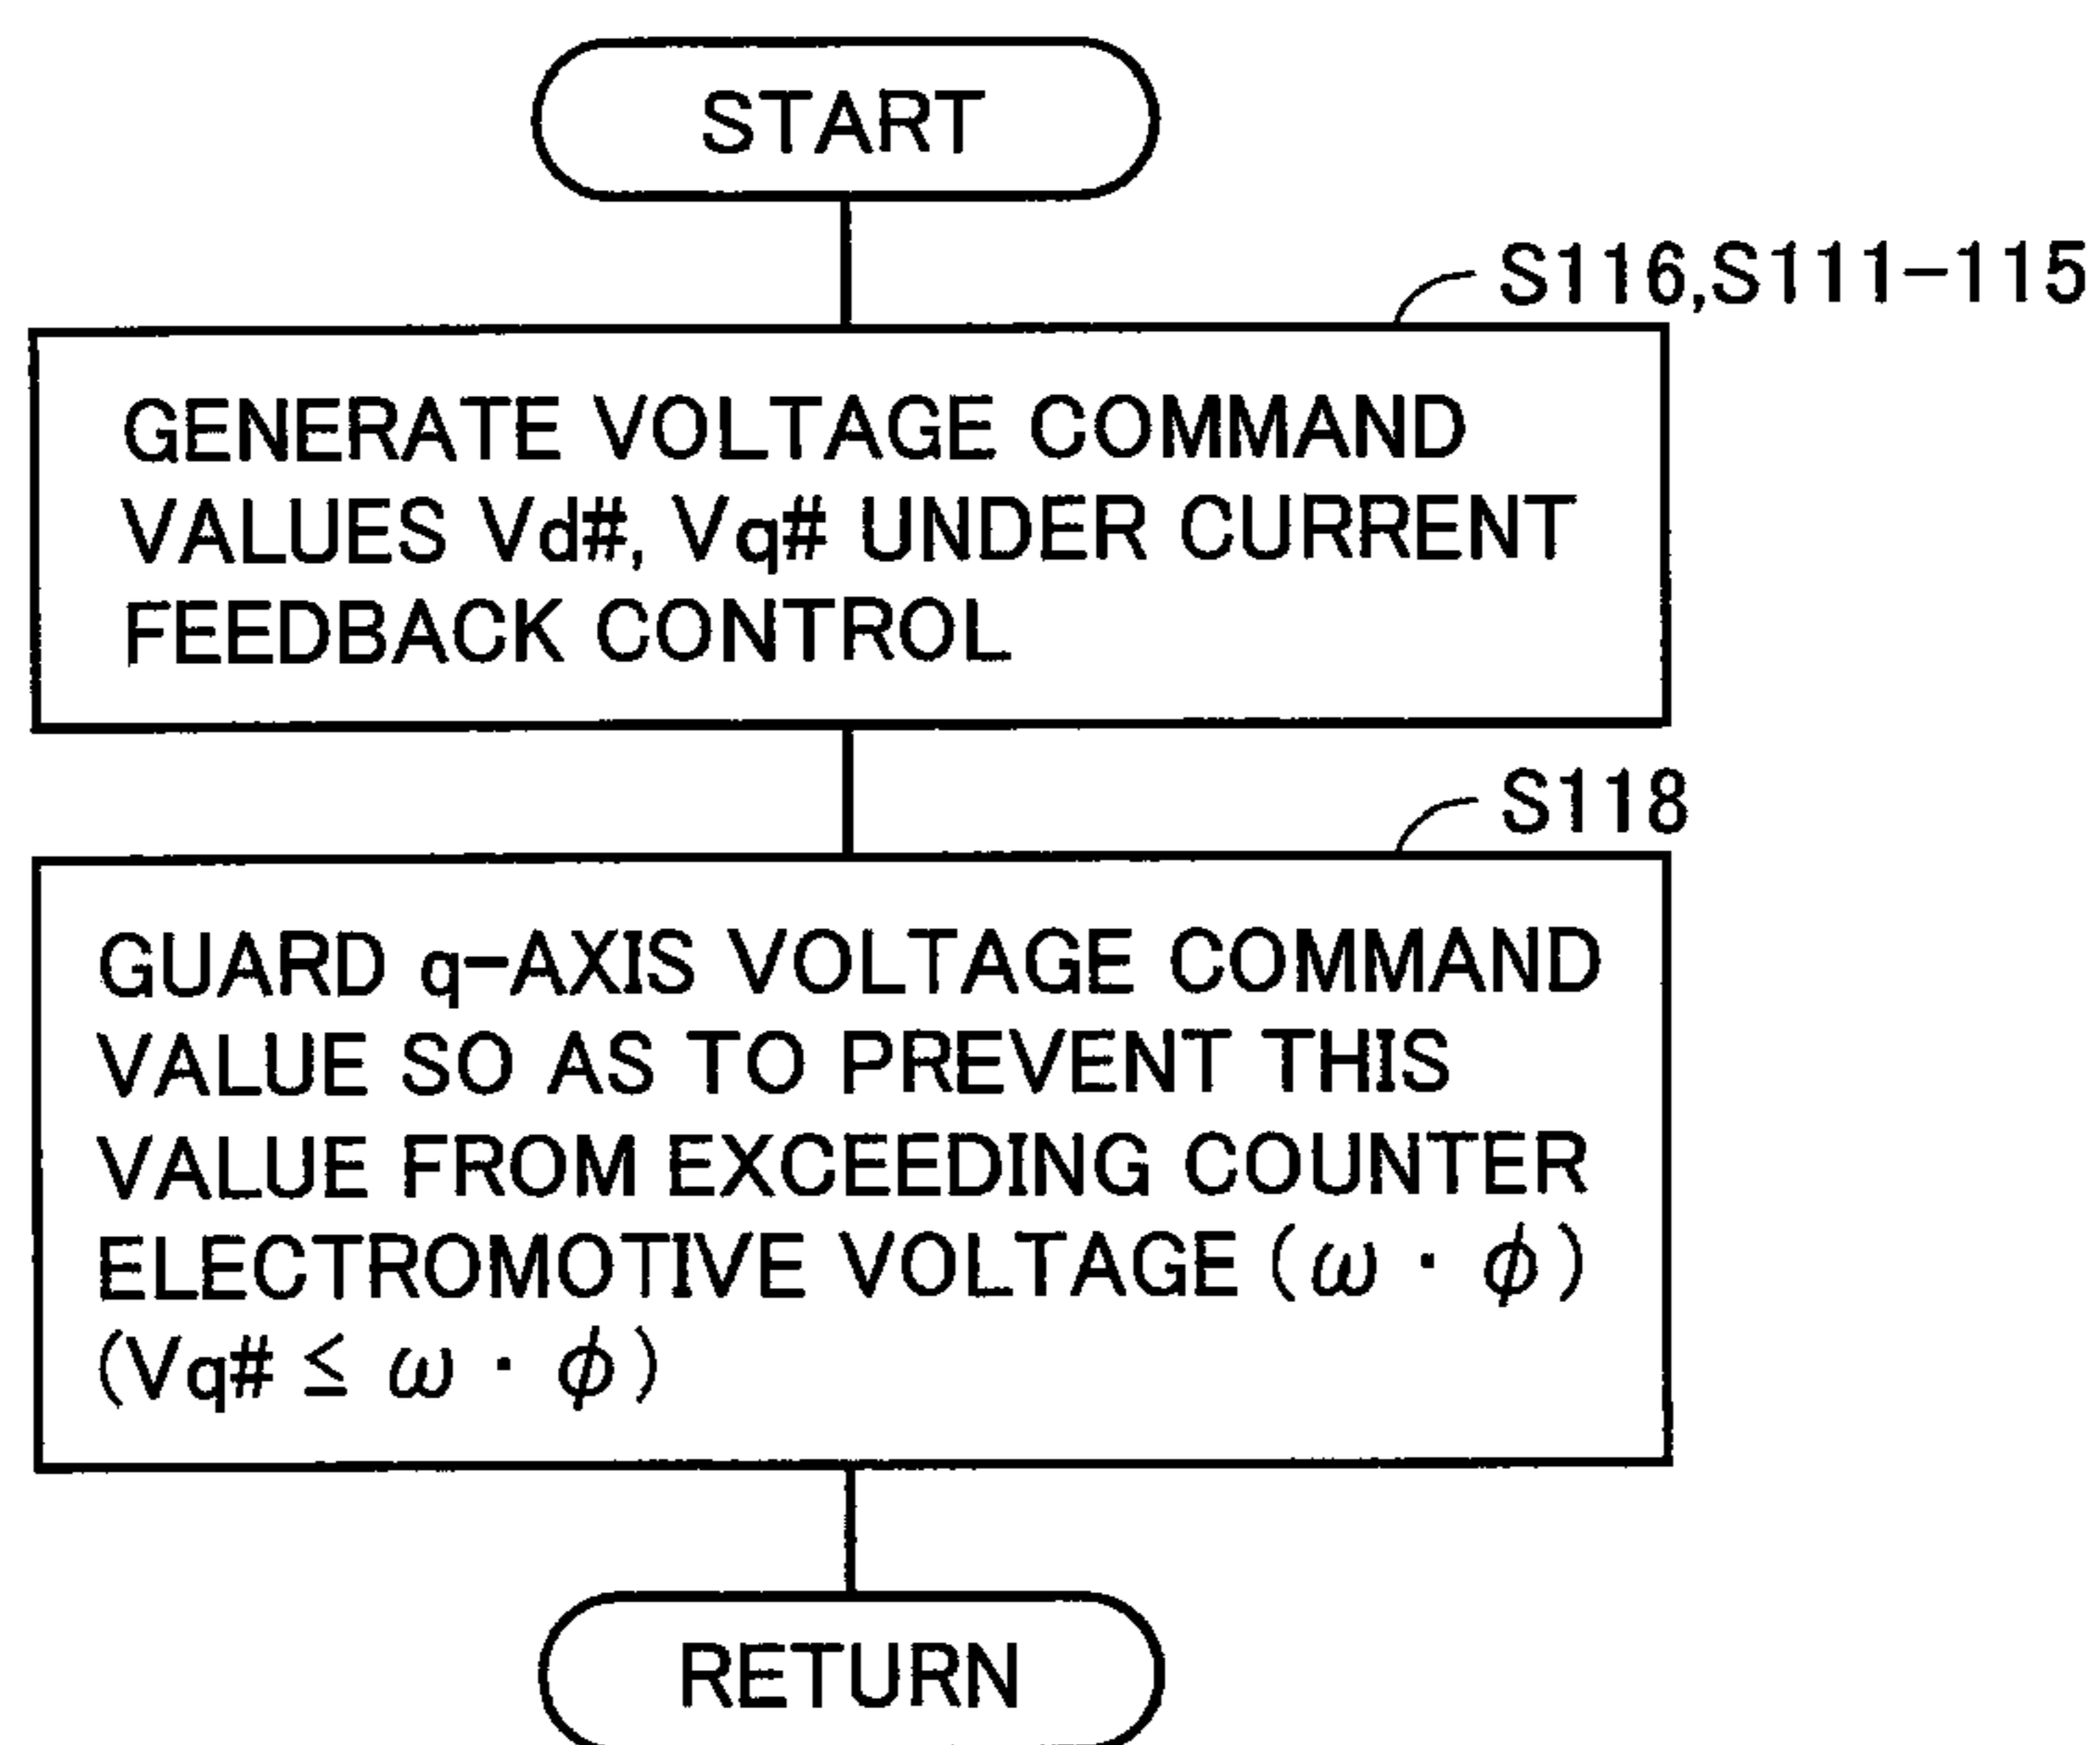 START
S116,S111-115
GENERATE VOLTAGE COMMAND
VALUES Vd#, Vq# UNDER CURRENT
FEEDBACK CONTROL
S118
GUARD q-AXIS VOLTAGE COMMAND
VALUE SO AS TO PREVENT THIS
VALUE FROM EXCEEDING COUNTER
ELECTROMOTIVE VOLTAGE (ω・φ)
(Vq# ≤ ω・φ)
RETURN